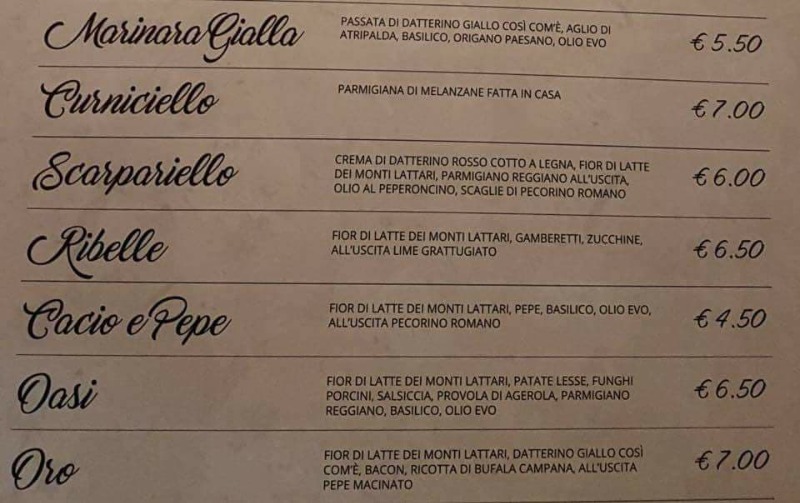 Marinara Gialla
PASSATA DI DATTERINO GIALLO COSÌ COM'È, AGLIO DI
ATRIPALDA, BASILICO, ORIGANO PAESANO, OLIO EVO
€ 5.50
Curniciello
PARMIGIANA DI MELANZANE FATTA IN CASA
€ 7.00
Scarpariello
CREMA DI DATTERINO ROSSO COTTO A LEGNA, FIOR DI LATTE
DEI MONTI LATTARI, PARMIGIANO REGGIANO ALL'USCITA,
OLIO AL PEPERONCINO, SCAGLIE DI PECORINO ROMANO
€ 6.00
Ribelle
FIOR DI LATTE DEI MONTI LATTARI, GAMBERETTI, ZUCCHINE,
ALL'USCITA LIME GRATTUGIATO
€ 6.50
Cacio e Pepe
FIOR DI LATTE DEI MONTI LATTARI, PEPE, BASILICO, OLIO EVO,
ALL'USCITA PECORINO ROMANO
€ 4.50
Oasi
FIOR DI LATTE DEI MONTI LATTARI, PATATE LESSE, FUNGHI
PORCINI, SALSICCIA, PROVOLA DI AGEROLA, PARMIGIANO
REGGIANO, BASILICO, OLIO EVO
€ 6.50
Oro
FIOR DI LATTE DEI MONTI LATTARI, DATTERINO GIALLO COSÌ
COM'È, BACON, RICOTTA DI BUFALA CAMPANA, ALL'USCITA
PEPE MACINATO
€ 7.00